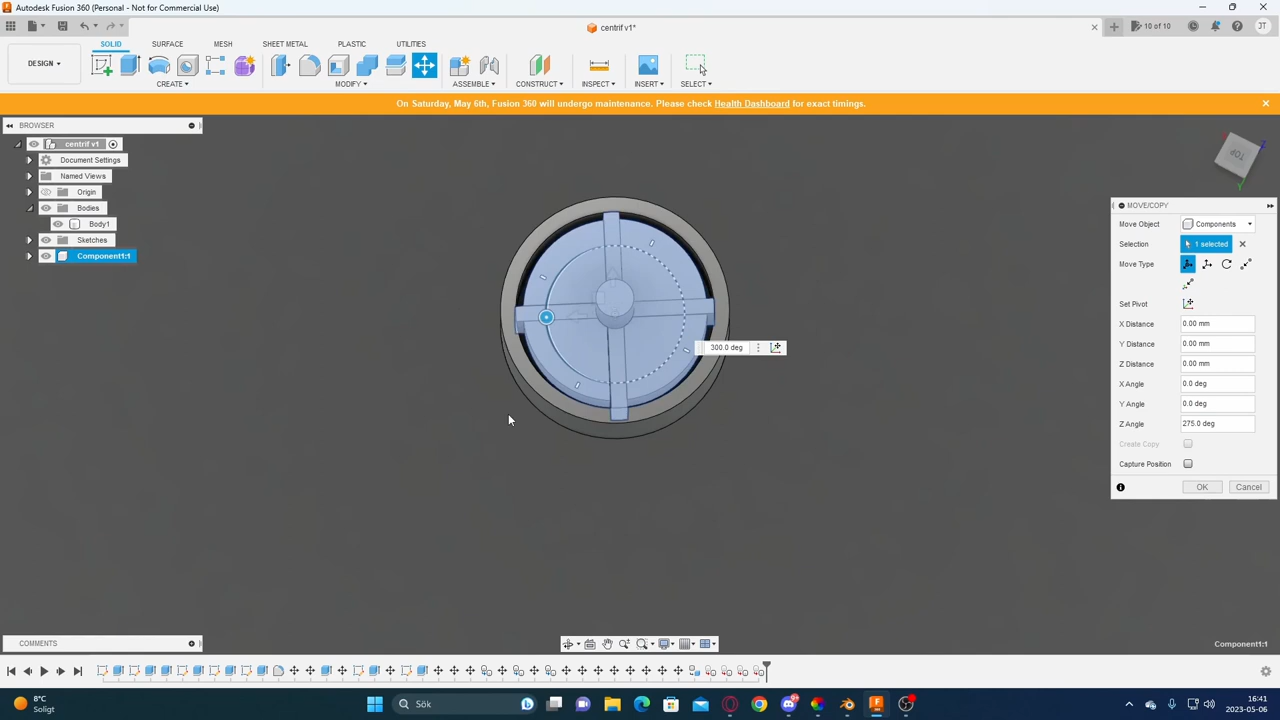 Autodesk Fusion 360 (Personal - Not for Commercial Use)
centrif v1*
10 of 10
JT
SOLID SURFACE MESH SHEET METAL PLASTIC UTILITIES
DESIGN
CREATE MODIFY ASSEMBLE CONSTRUCT INSPECT INSERT SELECT
On Saturday, May 6th, Fusion 360 will undergo maintenance. Please check Health Dashboard for exact timings.
BROWSER
centrif v1
Document Settings
Named Views
Origin
Bodies
Body1
Sketches
Component1:1
TOP
Z
Y
MOVE/COPY
Move Object Components
Selection 1 selected
Move Type
Set Pivot
X Distance 0.00 mm
Y Distance 0.00 mm
Z Distance 0.00 mm
X Angle 0.0 deg
Y Angle 0.0 deg
Z Angle 275.0 deg
Create Copy
Capture Position
OK Cancel
300.0 deg
COMMENTS
Component1:1
8°C
Soligt
Sök
16:41
2023-05-06